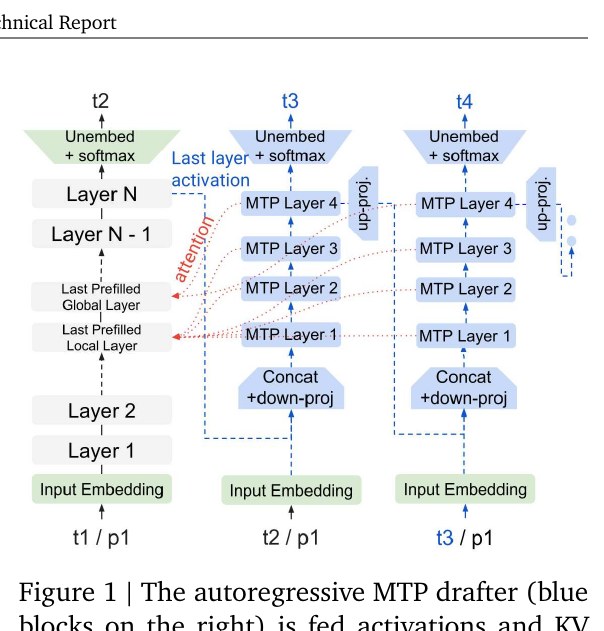 chnical Report
t2
t3
t4
Unembed
+ softmax
Unembed
+ softmax
Unembed
+ softmax
Last layer
activation
Layer N
Layer N - 1
Last Prefilled
Global Layer
Last Prefilled
Local Layer
Layer 2
Layer 1
Input Embedding
t1 / p1
attention
MTP Layer 4
up-proj.
MTP Layer 3
MTP Layer 2
MTP Layer 1
Concat
+down-proj
Input Embedding
t2 / p1
MTP Layer 4
up-proj.
MTP Layer 3
MTP Layer 2
MTP Layer 1
Concat
+down-proj
Input Embedding
t3 / p1
Figure 1 | The autoregressive MTP drafter (blue
blocks on the right) is fed activations and KV